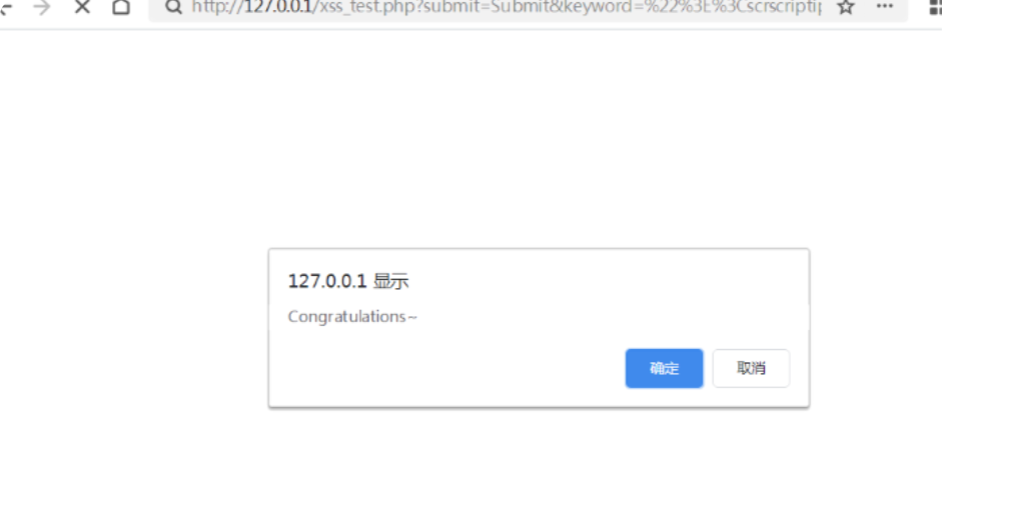 http://127.0.0.1/xss_test.php?submit=Submit&keyword=%22%3E%3Cscrscriptip
127.0.0.1 显示
Congratulations~
确定 取消